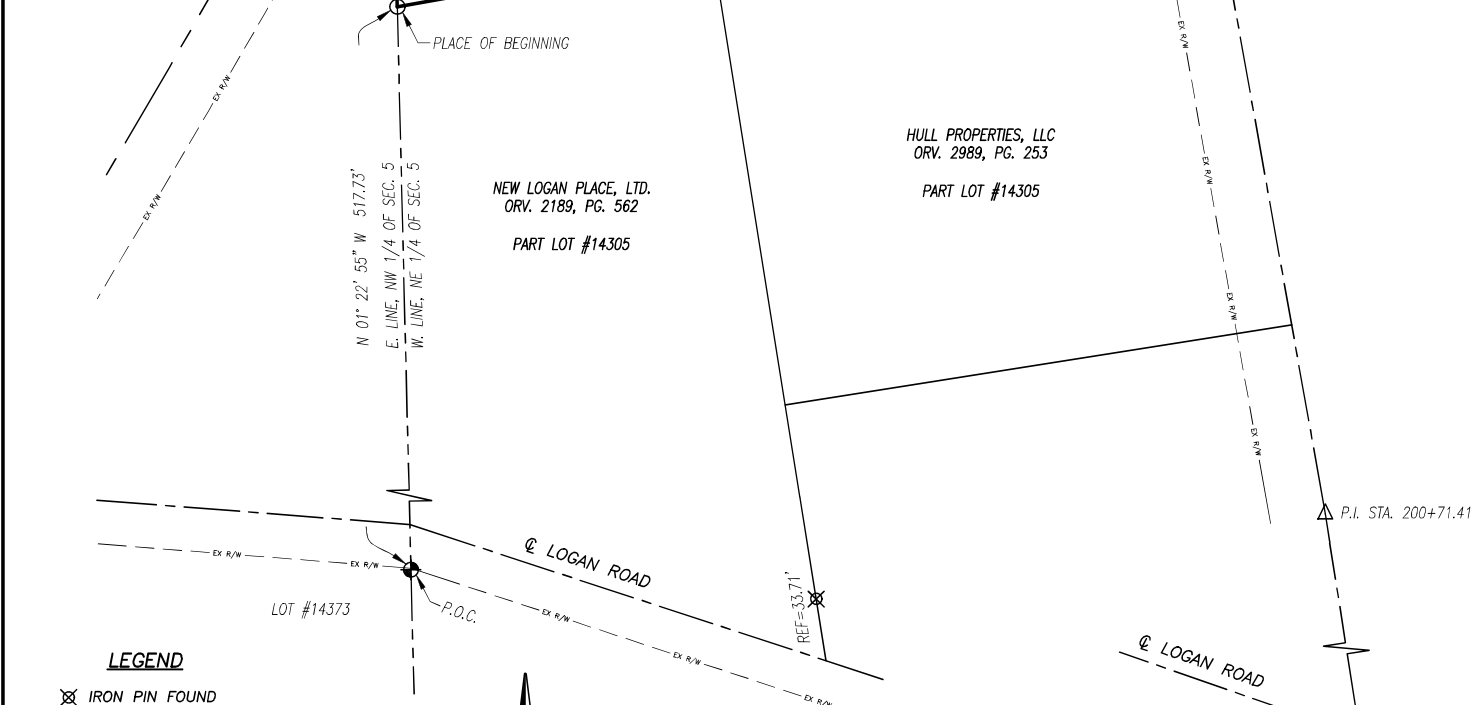 PLACE OF BEGINNING
EX R/W
EX R/W
EX R/W
EX R/W
EX R/W
EX R/W
HULL PROPERTIES, LLC
ORV. 2989, PG. 253
PART LOT #14305
NEW LOGAN PLACE, LTD.
ORV. 2189, PG. 562
PART LOT #14305
N 01° 22' 55" W 517.73'
E. LINE, NW 1/4 OF SEC. 5
W. LINE, NE 1/4 OF SEC. 5
P.I. STA. 200+71.41
℄ LOGAN ROAD
EX R/W
EX R/W
EX R/W
EX R/W
EX R/W
LOT #14373
P.O.C.
REF=33.71'
℄ LOGAN ROAD
LEGEND
IRON PIN FOUND